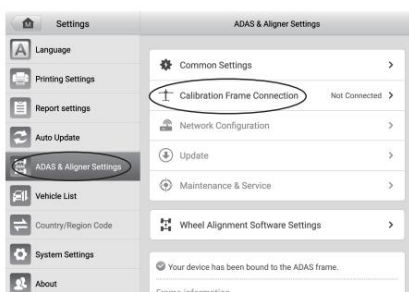 Settings
ADAS & Aligner Settings
Language
Printing Settings
Report settings
Auto Update
ADAS & Aligner Settings
Vehicle List
Country/Region Code
System Settings
About
Common Settings
Calibration Frame Connection Not Connected
Network Configuration
Update
Maintenance & Service
Wheel Alignment Software Settings
Your device has been bound to the ADAS frame.
Frame information